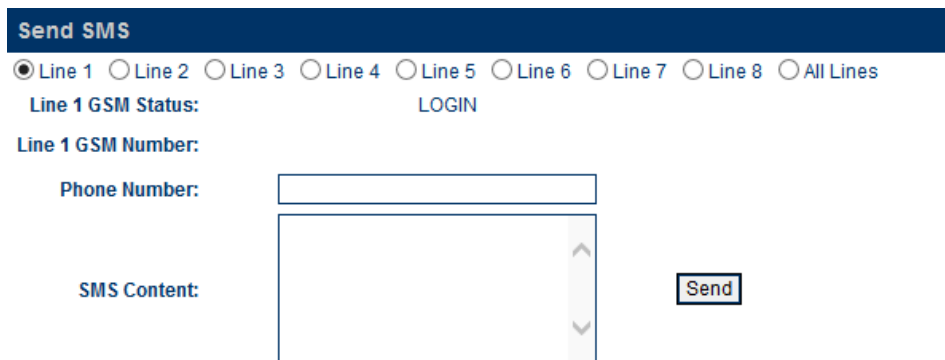 Send SMS
Line 1 Line 2 Line 3 Line 4 Line 5 Line 6 Line 7 Line 8 All Lines
Line 1 GSM Status: LOGIN
Line 1 GSM Number:
Phone Number:
SMS Content: Send